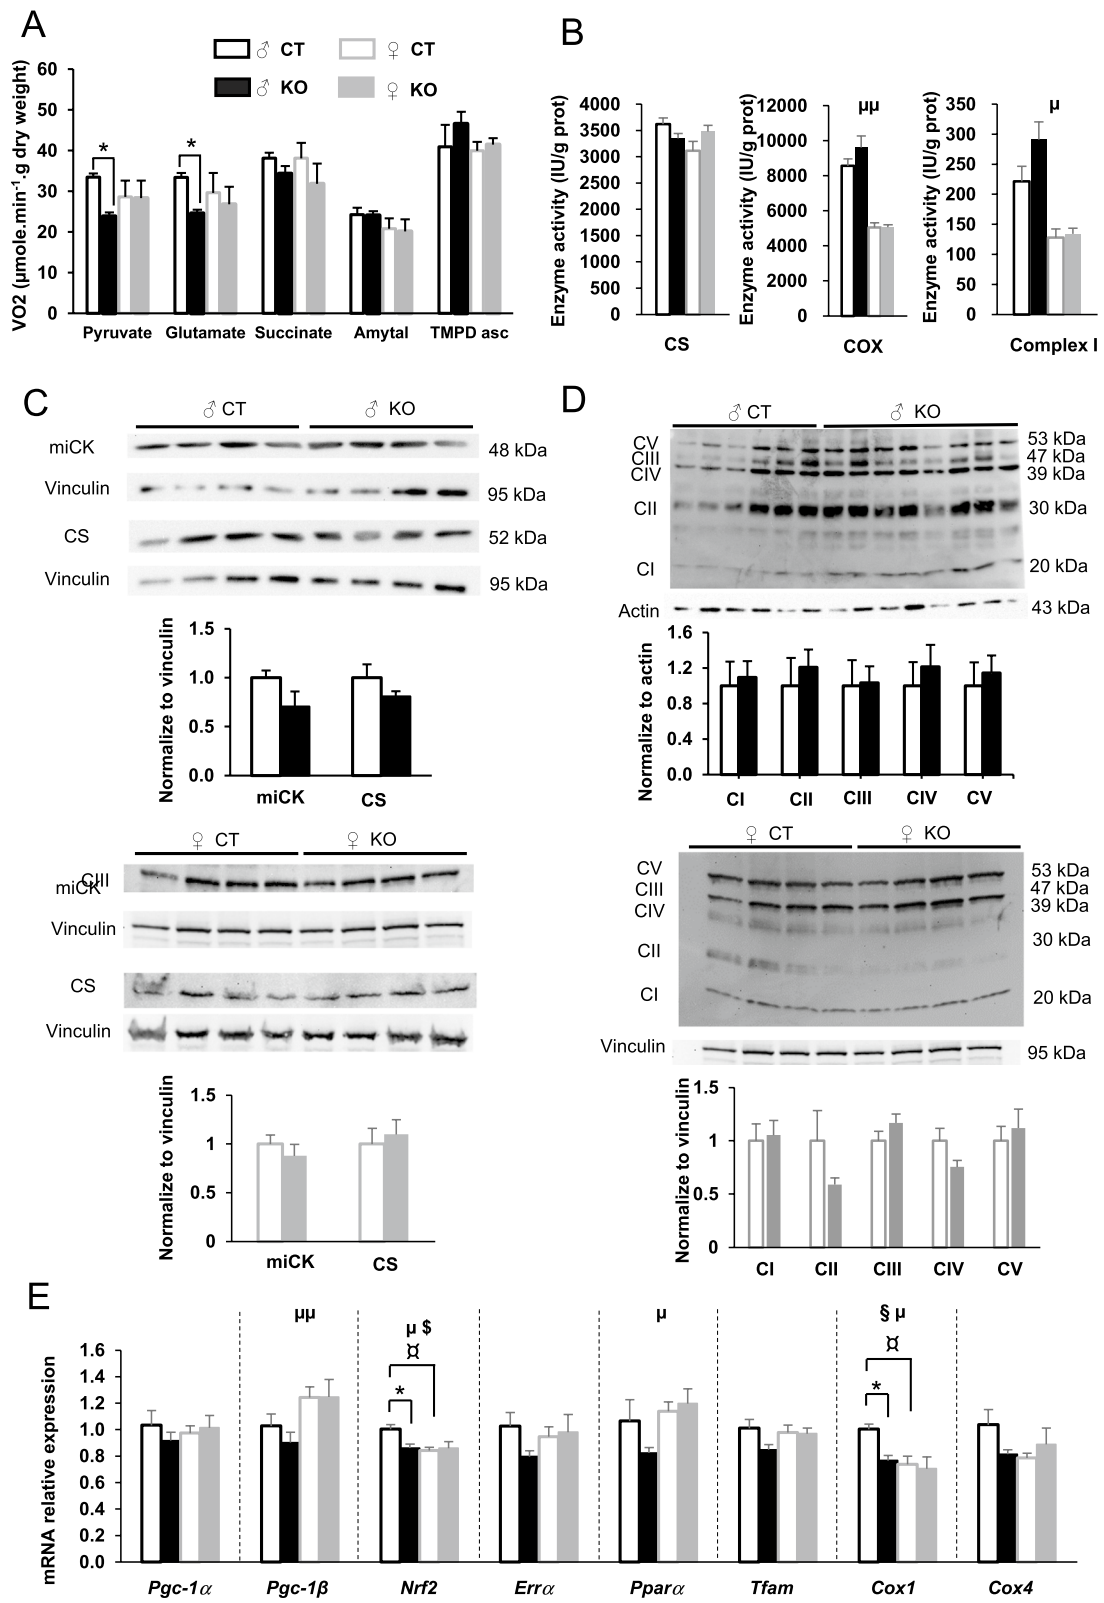 A
♂ CT
♀ CT
♂ KO
♀ KO
VO2 (µmole.min⁻¹.g dry weight)
60
50
40
30
20
10
0
*
*
Pyruvate Glutamate Succinate Amytal TMPD asc
B
Enzyme activity (IU/g prot)
4000
3500
3000
2500
2000
1500
1000
500
0
CS
Enzyme activity (IU/g prot)
12000
10000
8000
6000
4000
2000
0
µµ
COX
Enzyme activity (IU/g prot)
350
300
250
200
150
100
50
0
µ
Complex I
C
♂ CT ♂ KO
miCK 48 kDa
Vinculin 95 kDa
CS 52 kDa
Vinculin 95 kDa
Normalize to vinculin
1.5
1.0
0.5
0.0
miCK CS
♀ CT ♀ KO
CIII
miCK
Vinculin
CS
Vinculin
Normalize to vinculin
1.5
1
0.5
0
miCK CS
D
♂ CT ♂ KO
CV 53 kDa
CIII 47 kDa
CIV 39 kDa
CII 30 kDa
CI 20 kDa
Actin 43 kDa
Normalize to actin
1.6
1.2
0.8
0.4
0.0
CI CII CIII CIV CV
♀ CT ♀ KO
CV 53 kDa
CIII 47 kDa
CIV 39 kDa
CII 30 kDa
CI 20 kDa
Vinculin 95 kDa
Normalize to vinculin
1.5
1
0.5
0
CI CII CIII CIV CV
E
mRNA relative expression
1.6
1.4
1.2
1.0
0.8
0.6
0.4
0.2
0.0
µµ
µ $
¤
*
µ
§ µ
¤
*
Pgc-1α Pgc-1β Nrf2 Errα Pparα Tfam Cox1 Cox4